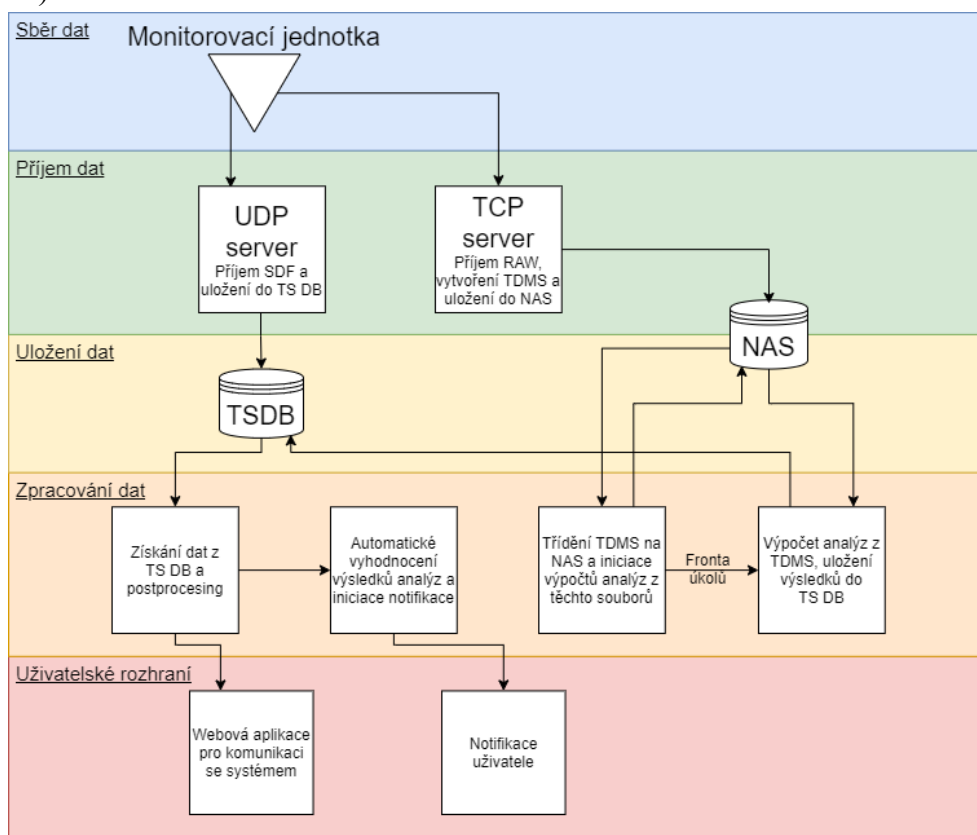 Sběr dat
Monitorovací jednotka
Příjem dat
UDP
server
Příjem SDF a
uložení do TS DB
TCP
server
Příjem RAW,
vytvoření TDMS a
uložení do NAS
Uložení dat
NAS
TSDB
Zpracování dat
Získání dat z
TS DB a
postprocesing
Automatické
vyhodnocení
výsledků analýz a
iniciace notifikace
Třídění TDMS na
NAS a iniciace
výpočtů analýz z
těchto souborů
Fronta
úkolů
Výpočet analýz z
TDMS, uložení
výsledků do
TS DB
Uživatelské rozhraní
Webová aplikace
pro komunikaci
se systémem
Notifikace
uživatele